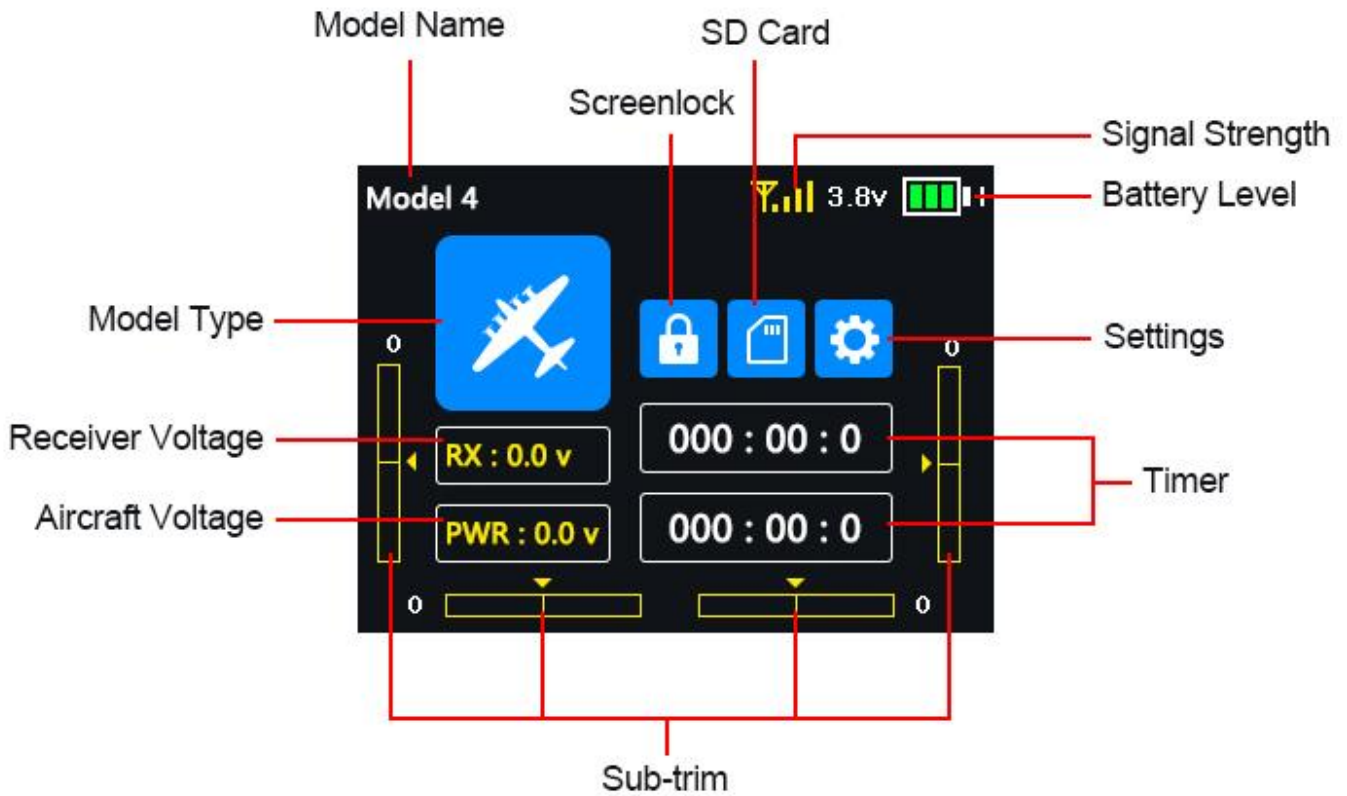 Model Name
SD Card
Screenlock
Signal Strength
Model 4
3.8v
Battery Level
Model Type
Settings
0
0
Receiver Voltage
RX : 0.0 v
000 : 00 : 0
Timer
Aircraft Voltage
PWR : 0.0 v
000 : 00 : 0
0
0
Sub-trim